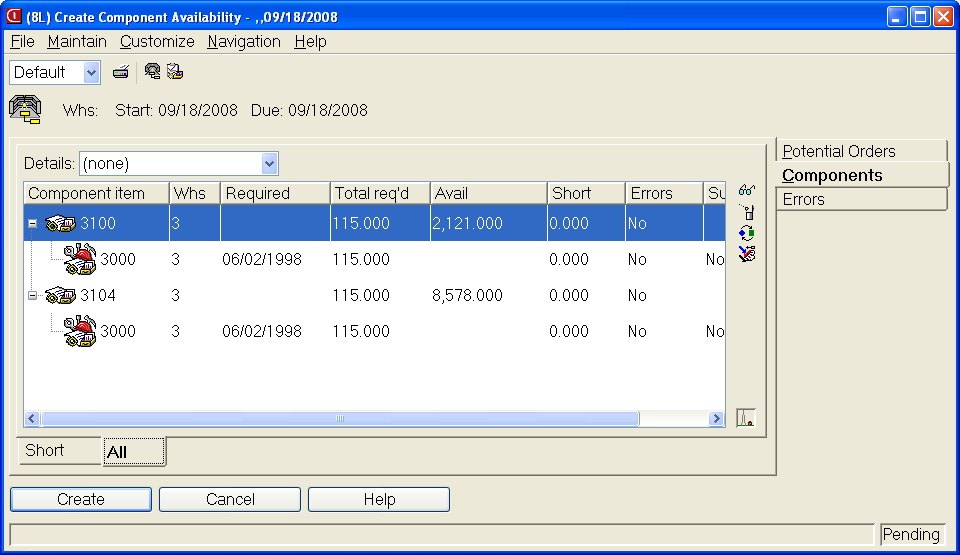 (8L) Create Component Availability - ,,09/18/2008
File Maintain Customize Navigation Help
Default
Whs: Start: 09/18/2008 Due: 09/18/2008
Details: (none)
Component item Whs Required Total req'd Avail Short Errors Su
3100 3 115.000 2,121.000 0.000 No
3000 3 06/02/1998 115.000 0.000 No No
3104 3 115.000 8,578.000 0.000 No
3000 3 06/02/1998 115.000 0.000 No No
Short All
Potential Orders
Components
Errors
Create Cancel Help
Pending